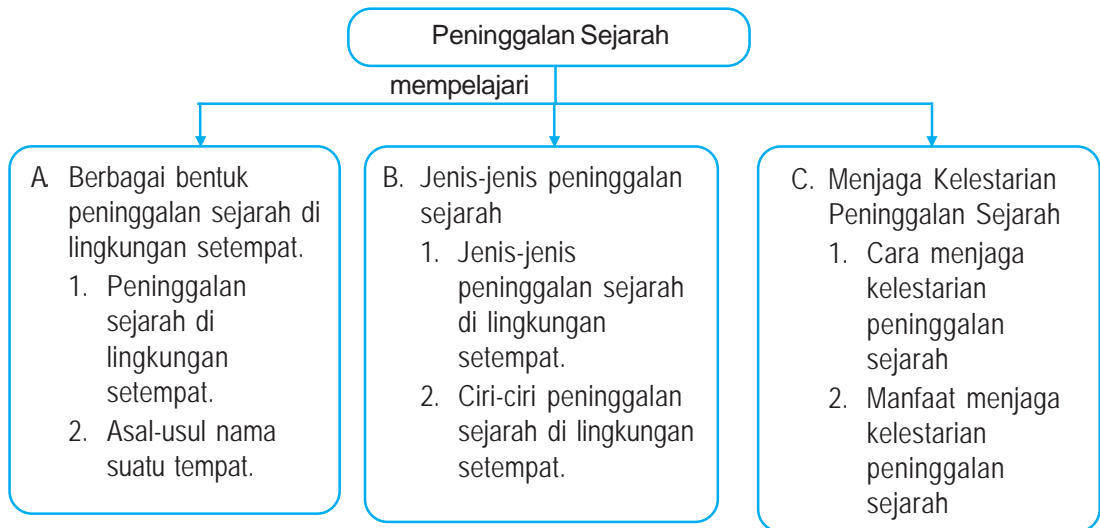 Peninggalan Sejarah
mempelajari
A. Berbagai bentuk
peninggalan sejarah di
lingkungan setempat.
1. Peninggalan
sejarah di
lingkungan
setempat.
2. Asal-usul nama
suatu tempat.
B. Jenis-jenis peninggalan
sejarah
1. Jenis-jenis
peninggalan sejarah
di lingkungan
setempat.
2. Ciri-ciri peninggalan
sejarah di lingkungan
setempat.
C. Menjaga Kelestarian
Peninggalan Sejarah
1. Cara menjaga
kelestarian
peninggalan
sejarah
2. Manfaat menjaga
kelestarian
peninggalan
sejarah